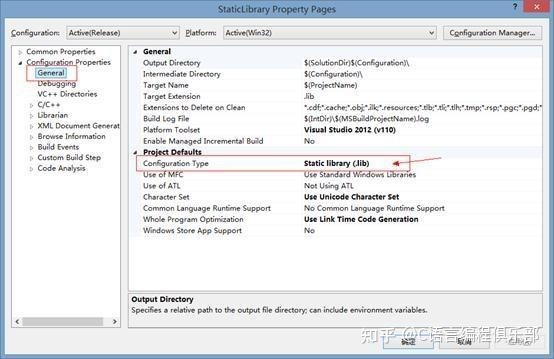 StaticLibrary Property Pages
Configuration: Active(Release) Platform: Active(Win32) Configuration Manager...
Common Properties
Configuration Properties
General
Debugging
VC++ Directories
C/C++
Librarian
XML Document Generat
Browse Information
Build Events
Custom Build Step
Code Analysis
General
Output Directory $(SolutionDir)$(Configuration)\
Intermediate Directory $(Configuration)\
Target Name $(ProjectName)
Target Extension .lib
Extensions to Delete on Clean *.cdf;*.cache;*.obj;*.ilk;*.resources;*.tlb;*.tli;*.tlh;*.tmp;*.rsp;*.pgc;*.pgd;*
Build Log File $(IntDir)\$(MSBuildProjectName).log
Platform Toolset Visual Studio 2012 (v110)
Enable Managed Incremental Build No
Project Defaults
Configuration Type Static library (.lib)
Use of MFC Use Standard Windows Libraries
Use of ATL Not Using ATL
Character Set Use Unicode Character Set
Common Language Runtime Support No Common Language Runtime Support
Whole Program Optimization Use Link Time Code Generation
Windows Store App Support No
Output Directory
Specifies a relative path to the output file directory; can include environment variables.
确定 取消
知乎 @C语言编程俱乐部